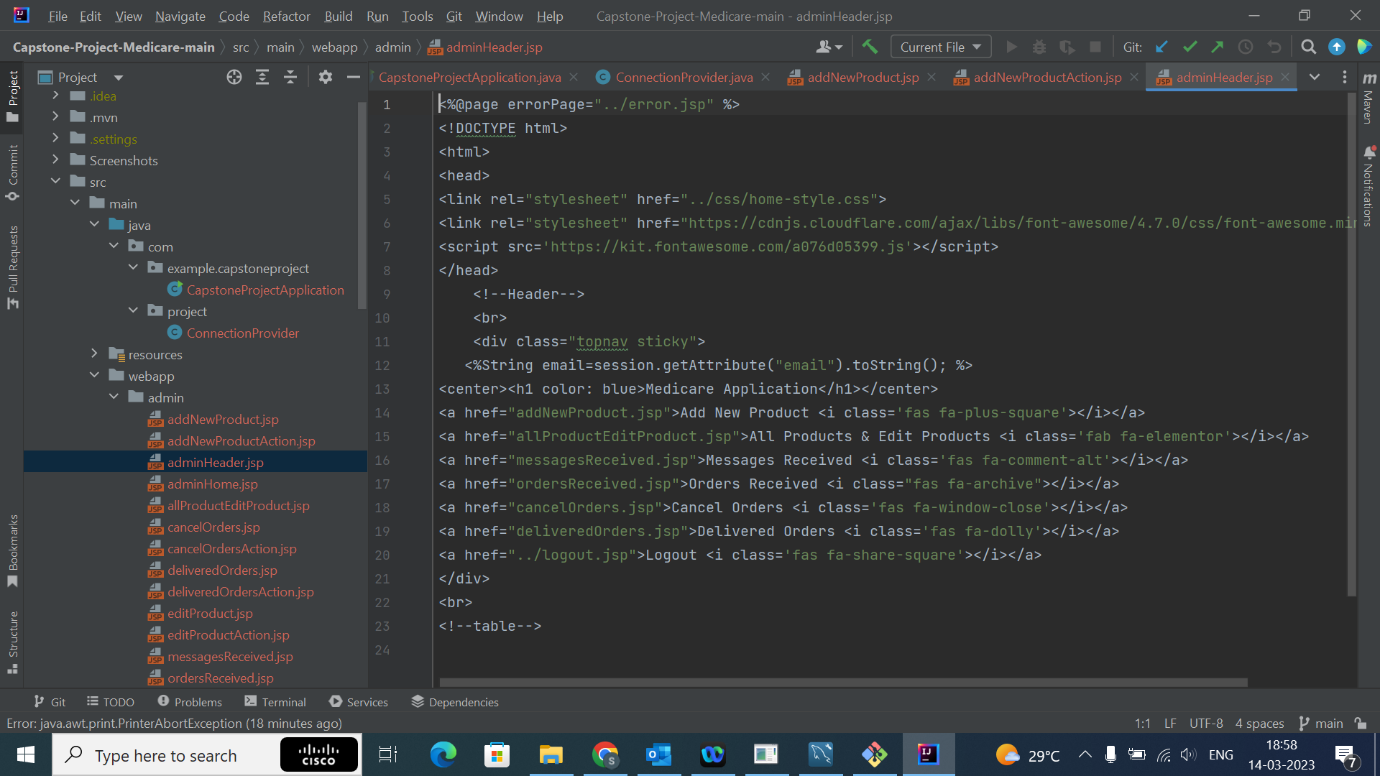 File Edit View Navigate Code Refactor Build Run Tools Git Window Help Capstone-Project-Medicare-main - adminHeader.jsp
Capstone-Project-Medicare-main src main webapp admin adminHeader.jsp Current File Git:
Project
CapstoneProjectApplication.java ConnectionProvider.java addNewProduct.jsp addNewProductAction.jsp adminHeader.jsp
.idea
.mvn
.settings
Screenshots
src
main
java
com
example.capstoneproject
CapstoneProjectApplication
project
ConnectionProvider
resources
webapp
admin
addNewProduct.jsp
addNewProductAction.jsp
adminHeader.jsp
adminHome.jsp
allProductEditProduct.jsp
cancelOrders.jsp
cancelOrdersAction.jsp
deliveredOrders.jsp
deliveredOrdersAction.jsp
editProduct.jsp
editProductAction.jsp
messagesReceived.jsp
ordersReceived.jsp
1 <%@page errorPage="../error.jsp" %>
2 <!DOCTYPE html>
3 <html>
4 <head>
5 <link rel="stylesheet" href="../css/home-style.css">
6 <link rel="stylesheet" href="https://cdnjs.cloudflare.com/ajax/libs/font-awesome/4.7.0/css/font-awesome.min
7 <script src='https://kit.fontawesome.com/a076d05399.js'></script>
8 </head>
9 <!--Header-->
10 <br>
11 <div class="topnav sticky">
12 <%String email=session.getAttribute("email").toString(); %>
13 <center><h1 color: blue>Medicare Application</h1></center>
14 <a href="addNewProduct.jsp">Add New Product <i class='fas fa-plus-square'></i></a>
15 <a href="allProductEditProduct.jsp">All Products & Edit Products <i class='fab fa-elementor'></i></a>
16 <a href="messagesReceived.jsp">Messages Received <i class='fas fa-comment-alt'></i></a>
17 <a href="ordersReceived.jsp">Orders Received <i class="fas fa-archive"></i></a>
18 <a href="cancelOrders.jsp">Cancel Orders <i class='fas fa-window-close'></i></a>
19 <a href="deliveredOrders.jsp">Delivered Orders <i class='fas fa-dolly'></i></a>
20 <a href="../logout.jsp">Logout <i class='fas fa-share-square'></i></a>
21 </div>
22 <br>
23 <!--table-->
24
Project
Commit
Pull Requests
Bookmarks
Structure
Maven
Notifications
Git TODO Problems Terminal Services Dependencies
Error: java.awt.print.PrinterAbortException (18 minutes ago) 1:1 LF UTF-8 4 spaces main
Type here to search
CISCO
29°C ENG
18:58
14-03-2023
7